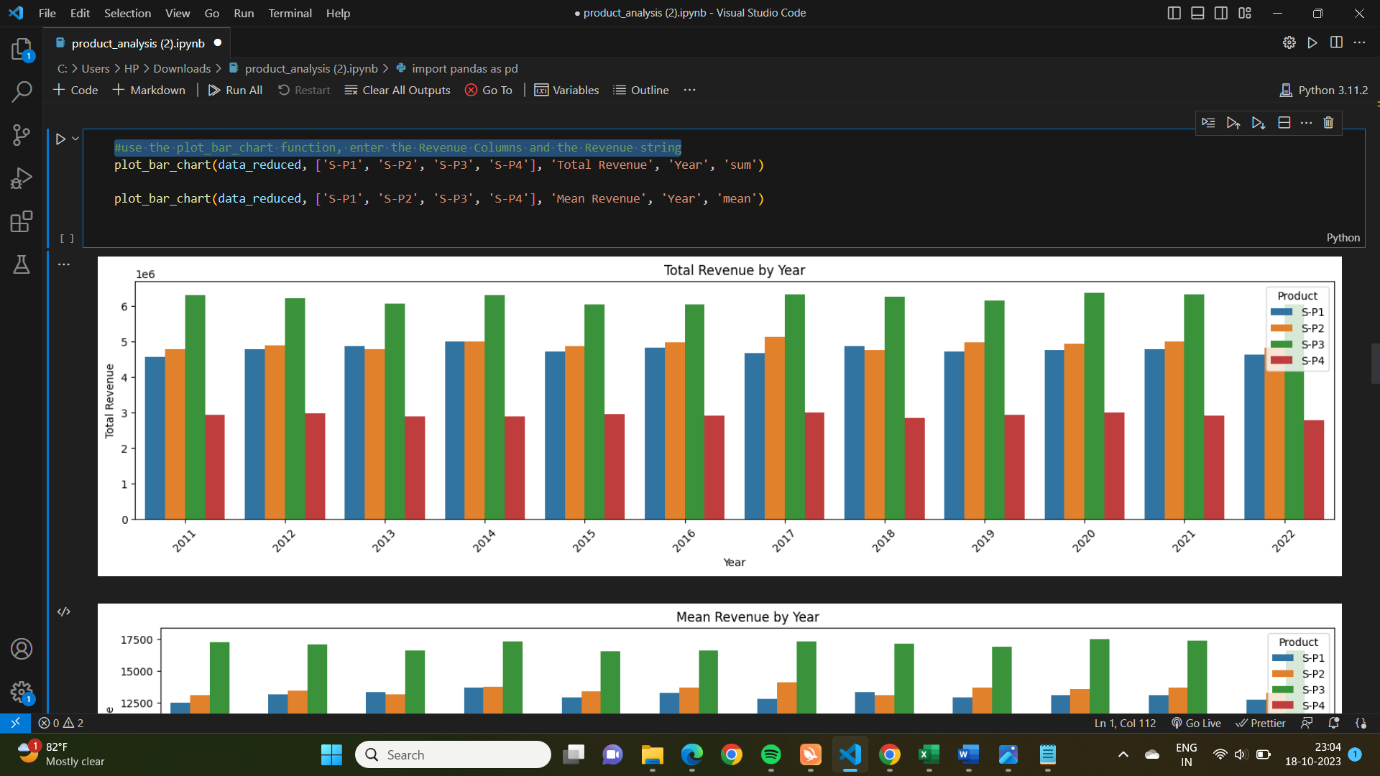 File Edit Selection View Go Run Terminal Help
● product_analysis (2).ipynb - Visual Studio Code
product_analysis (2).ipynb ●
C: > Users > HP > Downloads > product_analysis (2).ipynb > import pandas as pd
+ Code + Markdown Run All Restart Clear All Outputs Go To Variables Outline ... Python 3.11.2
#use the plot_bar_chart function, enter the Revenue Columns and the Revenue string
plot_bar_chart(data_reduced, ['S-P1', 'S-P2', 'S-P3', 'S-P4'], 'Total Revenue', 'Year', 'sum')
plot_bar_chart(data_reduced, ['S-P1', 'S-P2', 'S-P3', 'S-P4'], 'Mean Revenue', 'Year', 'mean')
[ ]
Python
Total Revenue by Year
1e6
Product
S-P1
S-P2
S-P3
S-P4
6
5
4
3
2
1
0
Total Revenue
2011 2012 2013 2014 2015 2016 2017 2018 2019 2020 2021 2022
Year
Mean Revenue by Year
17500
15000
12500
Product
S-P1
S-P2
S-P3
S-P4
0 2 Ln 1, Col 112 Go Live Prettier
1
1
82°F
Mostly clear
1
Search
ENG
IN
23:04
18-10-2023
1